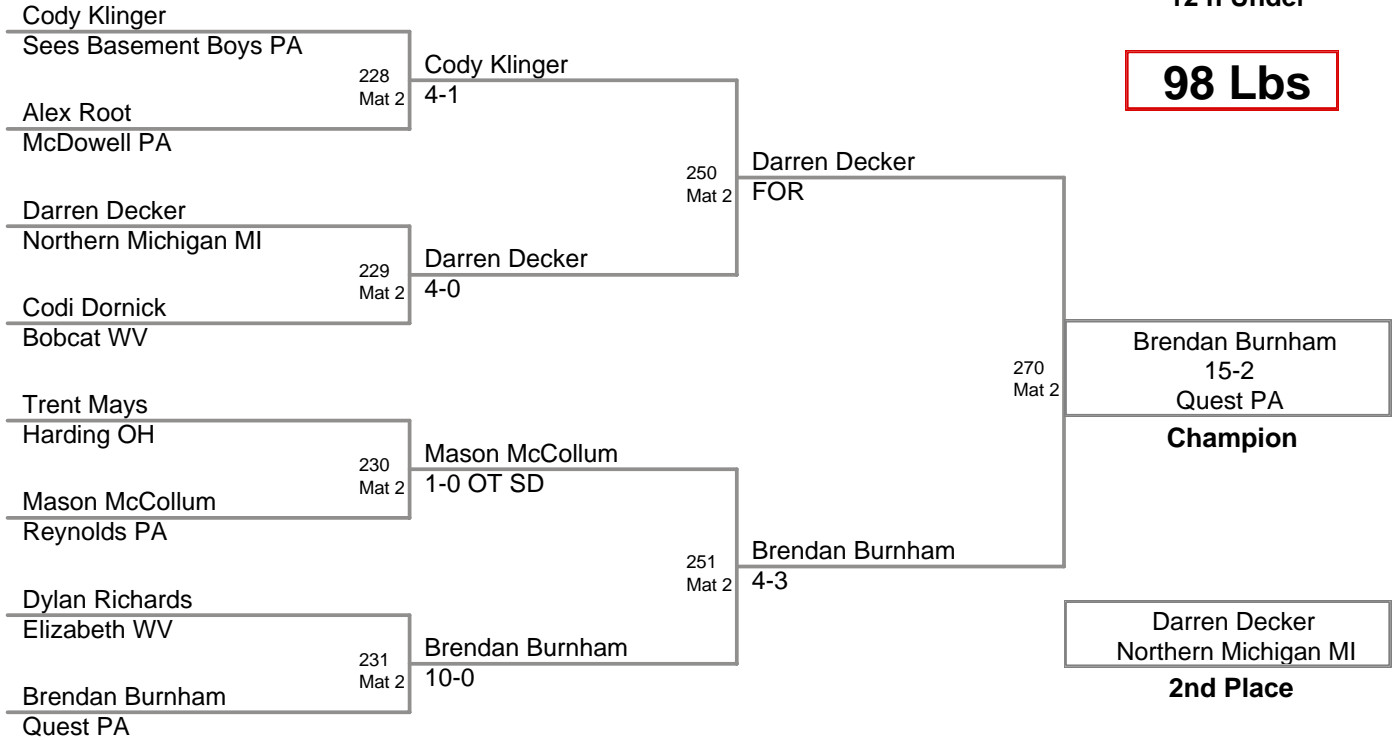 12 n Under
98 Lbs
Cody Klinger
Sees Basement Boys PA
228
Mat 2
Cody Klinger
4-1
Alex Root
McDowell PA
250
Mat 2
Darren Decker
FOR
Darren Decker
Northern Michigan MI
229
Mat 2
Darren Decker
4-0
Codi Dornick
Bobcat WV
270
Mat 2
Brendan Burnham
15-2
Quest PA
Champion
Trent Mays
Harding OH
230
Mat 2
Mason McCollum
1-0 OT SD
Mason McCollum
Reynolds PA
251
Mat 2
Brendan Burnham
4-3
Dylan Richards
Elizabeth WV
231
Mat 2
Brendan Burnham
10-0
Brendan Burnham
Quest PA
Darren Decker
Northern Michigan MI
2nd Place